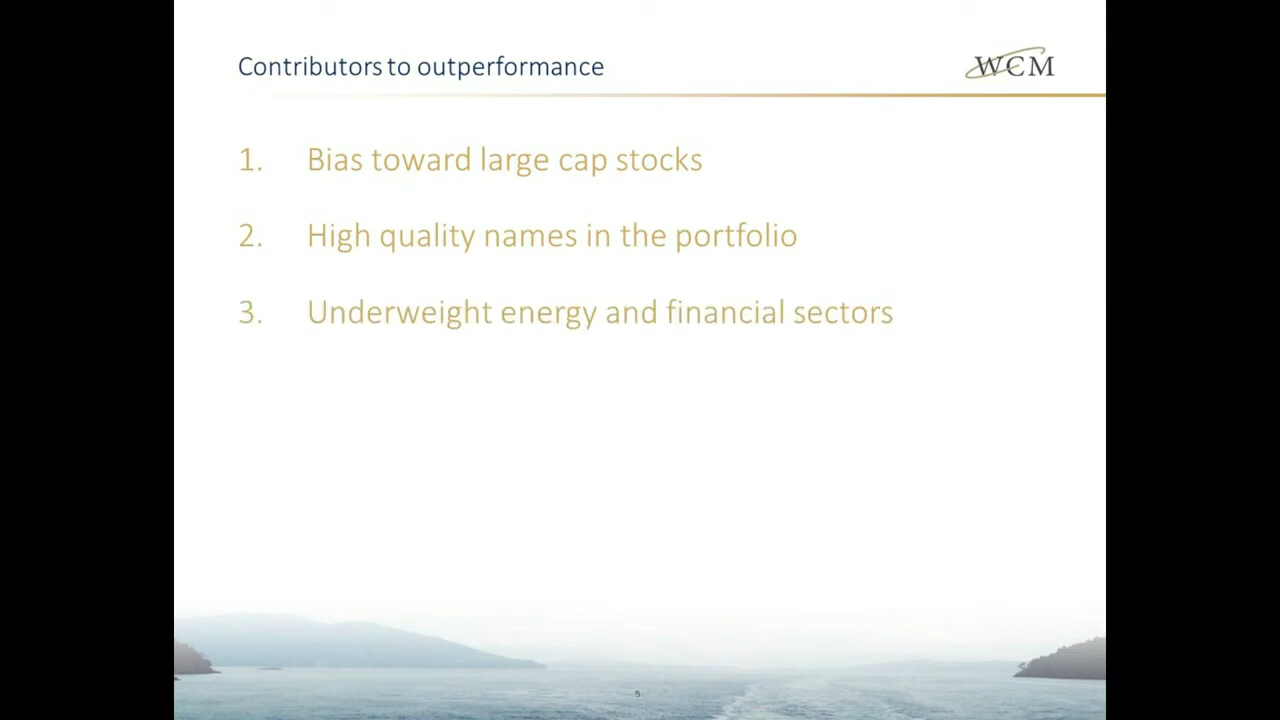 Contributors to outperformance
WCM
1. Bias toward large cap stocks
2. High quality names in the portfolio
3. Underweight energy and financial sectors
5